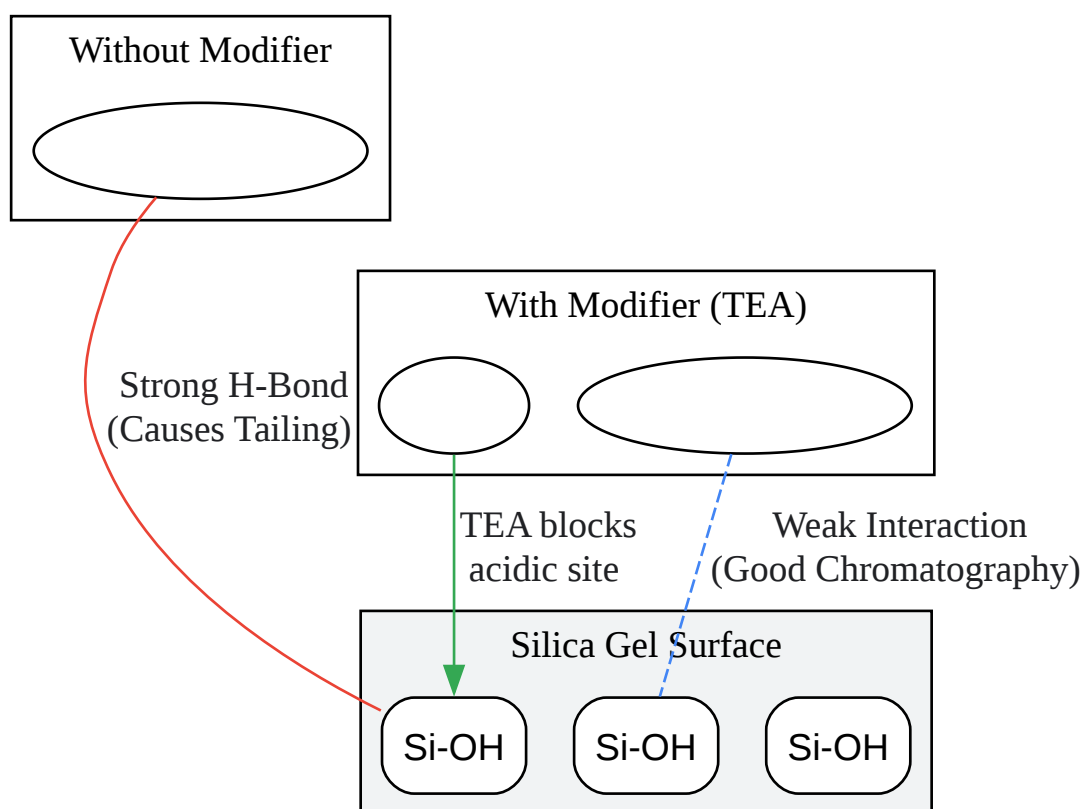 Without Modifier
With Modifier (TEA)
Strong H-Bond
(Causes Tailing)
TEA blocks
acidic site
Weak Interaction
(Good Chromatography)
Silica Gel Surface
Si-OH
Si-OH
Si-OH